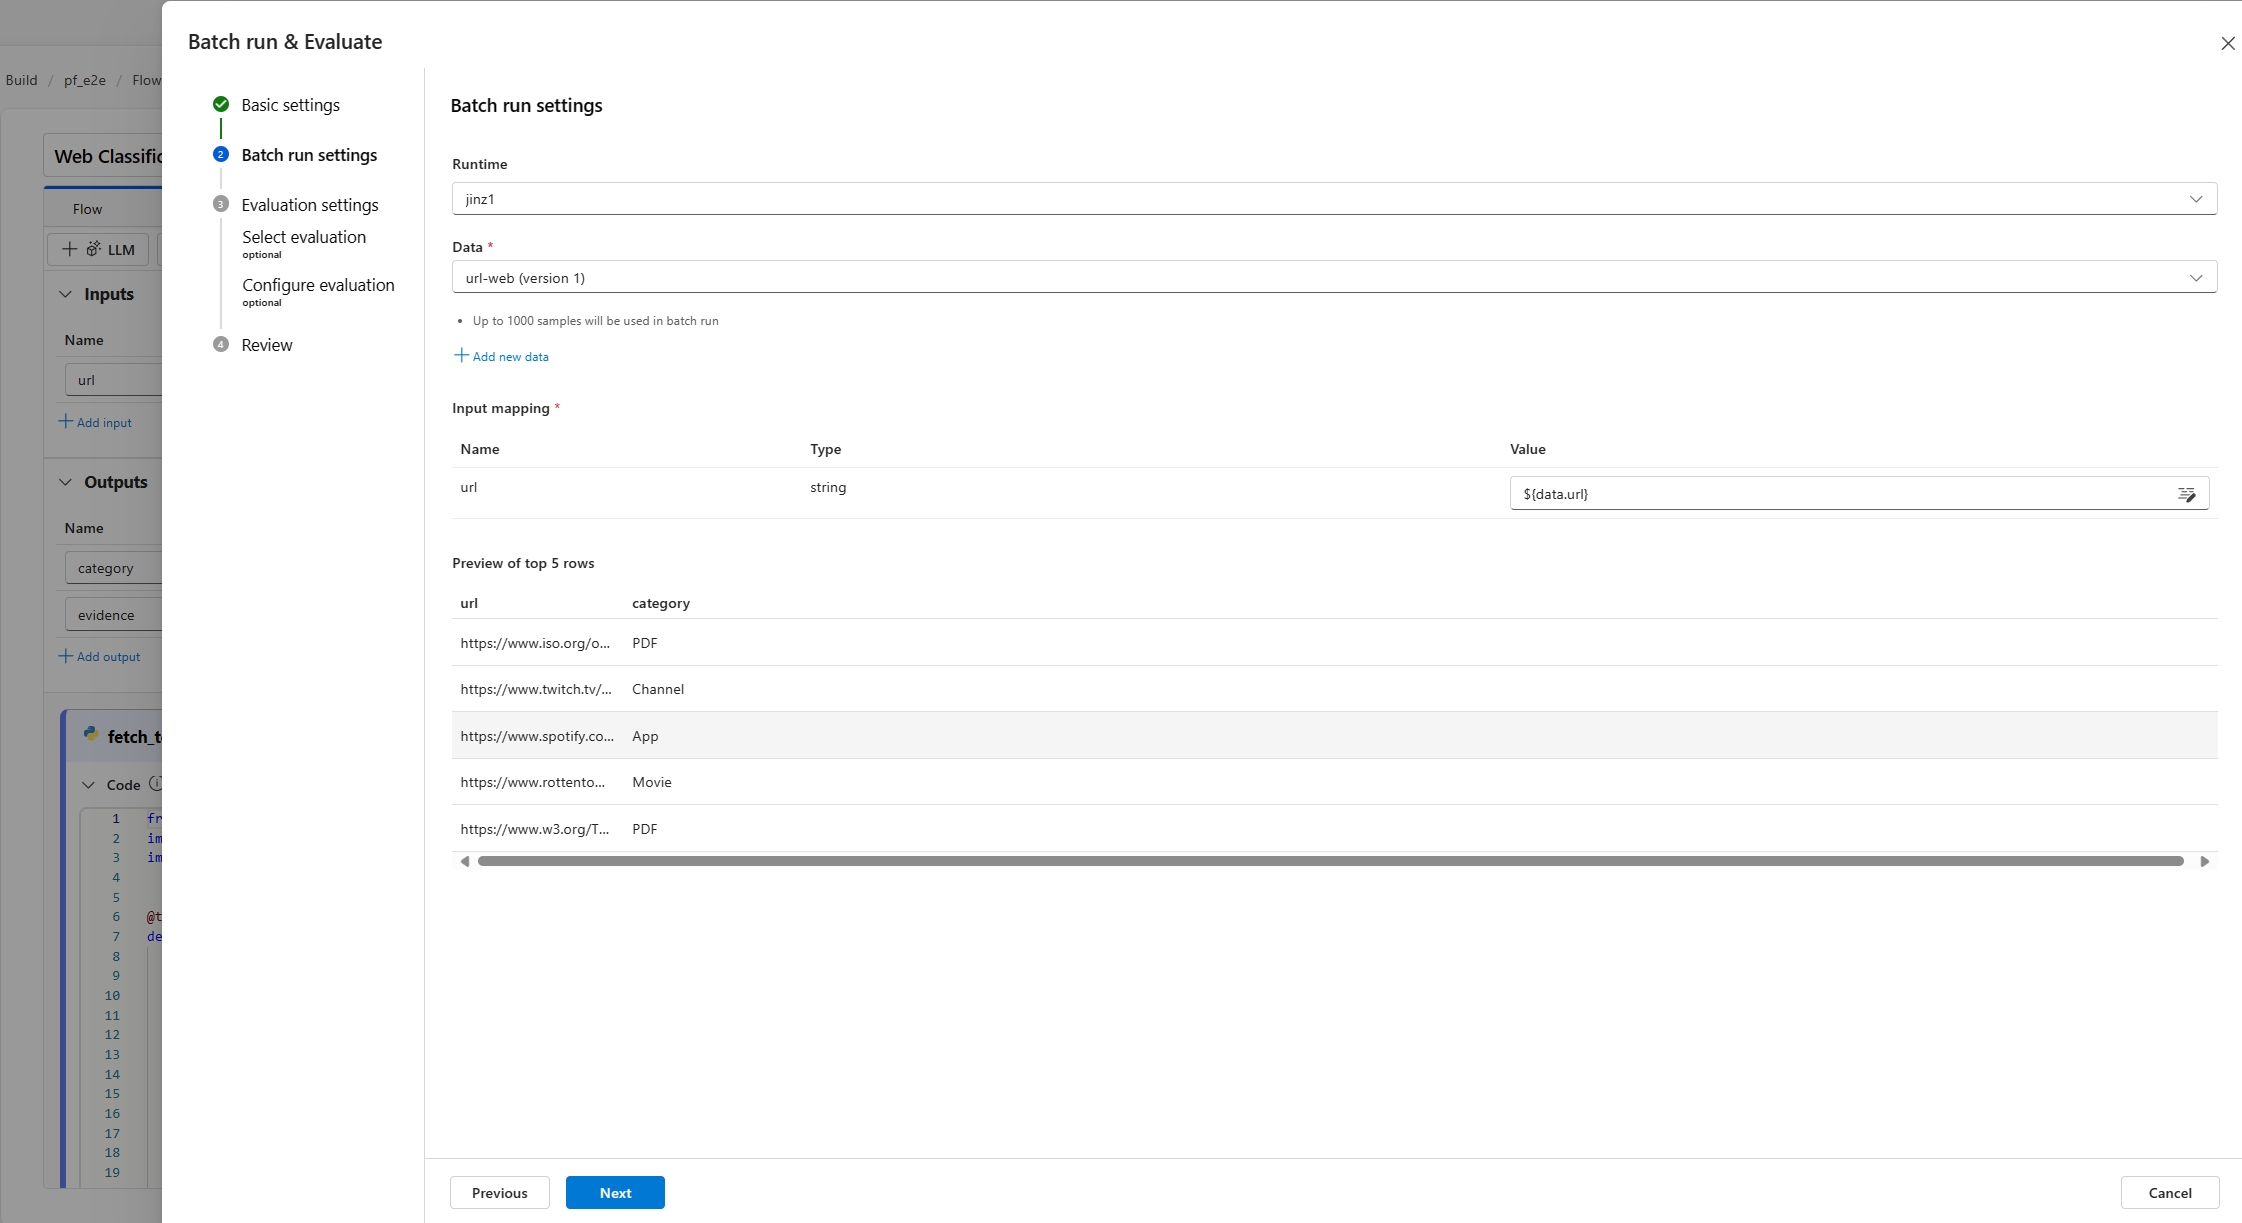 Batch run & Evaluate
Build / pf_e2e / Flow
Web Classific
Flow
LLM
Inputs
Name
url
Add input
Outputs
Name
category
evidence
Add output
fetch_t
Code
1 fr
2 im
3 im
4
5
6 @t
7 de
8
9
10
11
12
13
14
15
16
17
18
19
Basic settings
2 Batch run settings
3 Evaluation settings
Select evaluation
optional
Configure evaluation
optional
4 Review
Batch run settings
Runtime
jinz1
Data *
url-web (version 1)
• Up to 1000 samples will be used in batch run
Add new data
Input mapping *
Name Type Value
url string ${data.url}
Preview of top 5 rows
url category
https://www.iso.org/o... PDF
https://www.twitch.tv/... Channel
https://www.spotify.co... App
https://www.rottento... Movie
https://www.w3.org/T... PDF
Previous Next Cancel